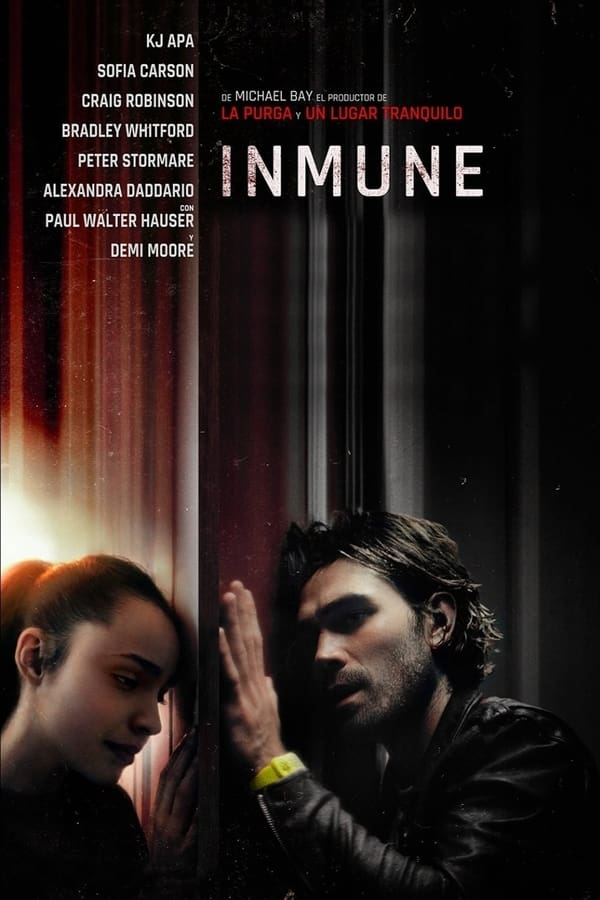 KJ APA
SOFIA CARSON
CRAIG ROBINSON
BRADLEY WHITFORD
PETER STORMARE
ALEXANDRA DADDARIO
CON
PAUL WALTER HAUSER
Y
DEMI MOORE
DE MICHAEL BAY EL PRODUCTOR DE
LA PURGA Y UN LUGAR TRANQUILO
INMUNE